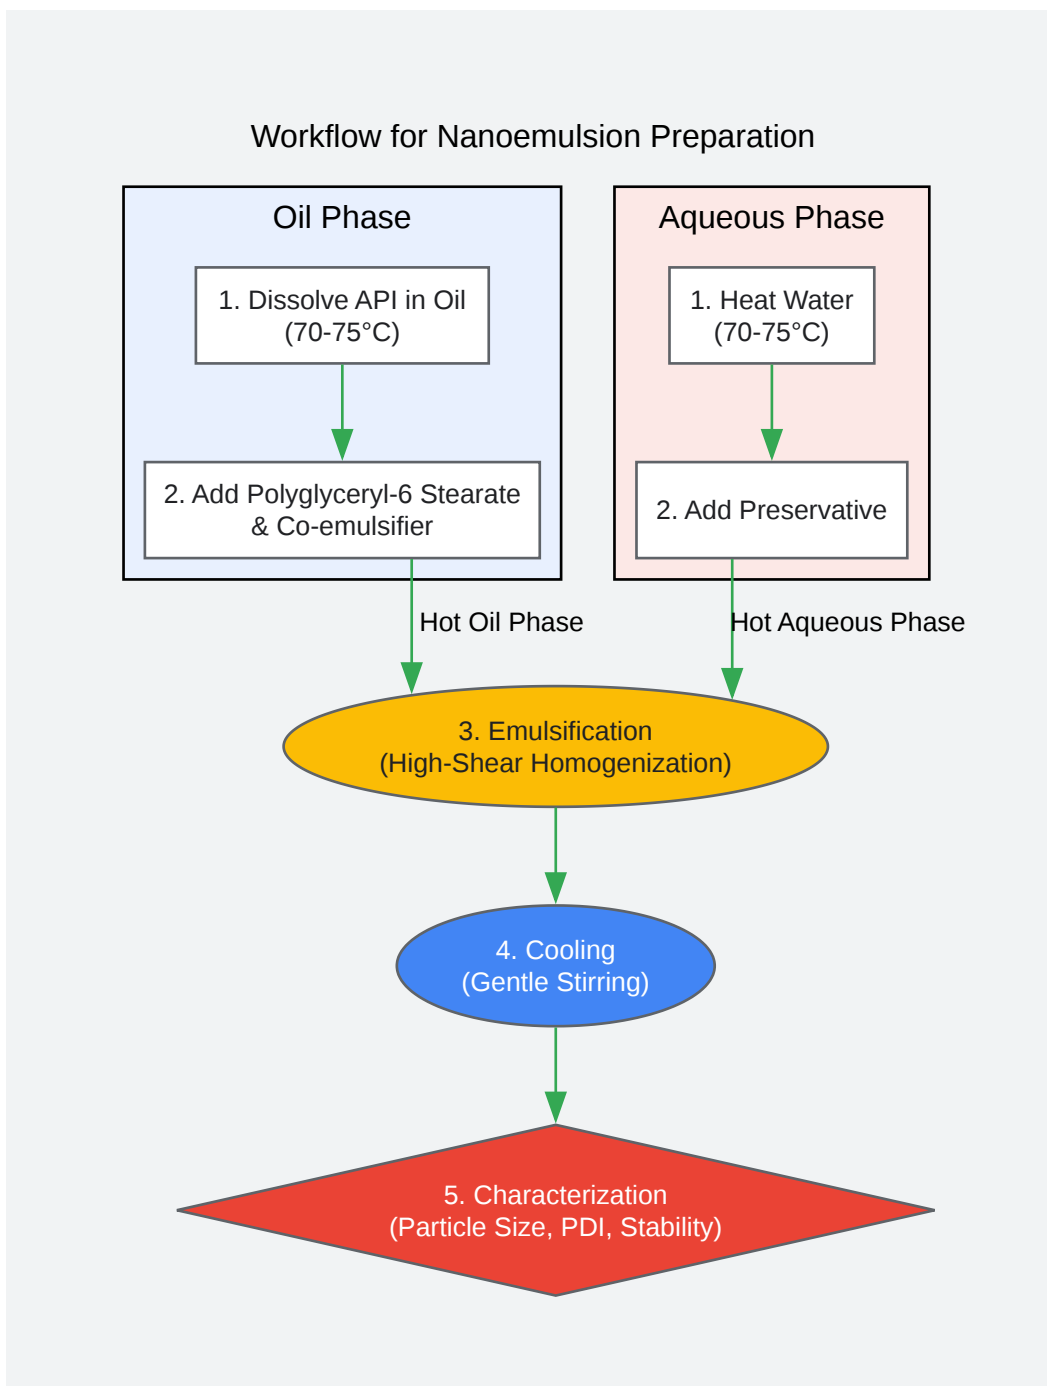 Workflow for Nanoemulsion Preparation
Oil Phase
1. Dissolve API in Oil
(70-75°C)
2. Add Polyglyceryl-6 Stearate
& Co-emulsifier
Aqueous Phase
1. Heat Water
(70-75°C)
2. Add Preservative
Hot Oil Phase
Hot Aqueous Phase
3. Emulsification
(High-Shear Homogenization)
4. Cooling
(Gentle Stirring)
5. Characterization
(Particle Size, PDI, Stability)